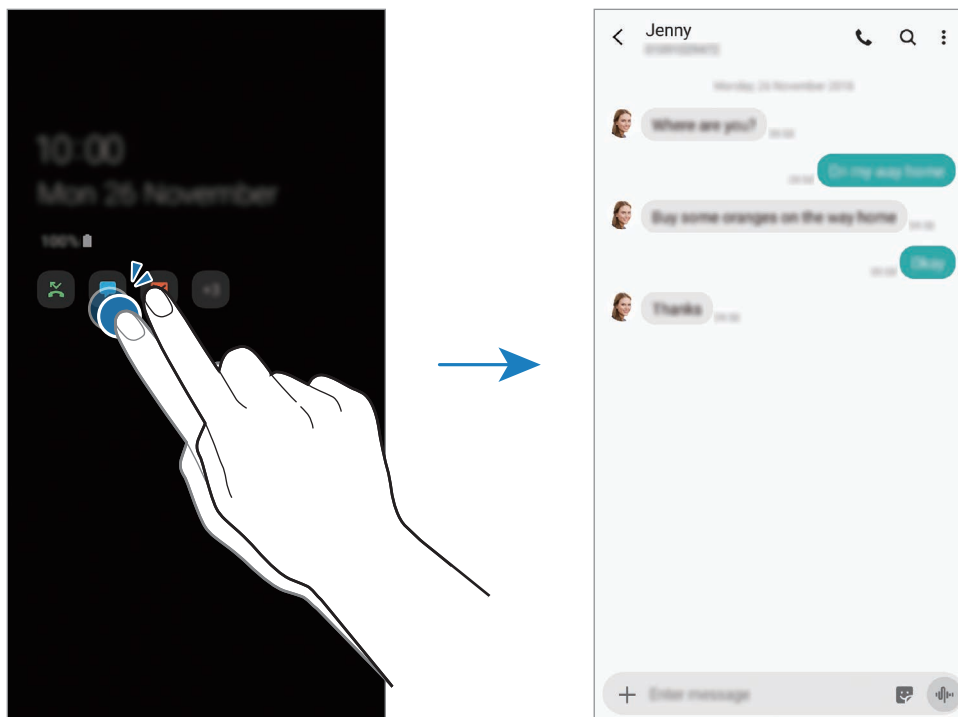 10:00
Mon 26 November
100%
+3
Jenny
Monday, 26 November 2018
Where are you?
On my way home
Buy some oranges on the way home
Okay
Thanks
Enter message